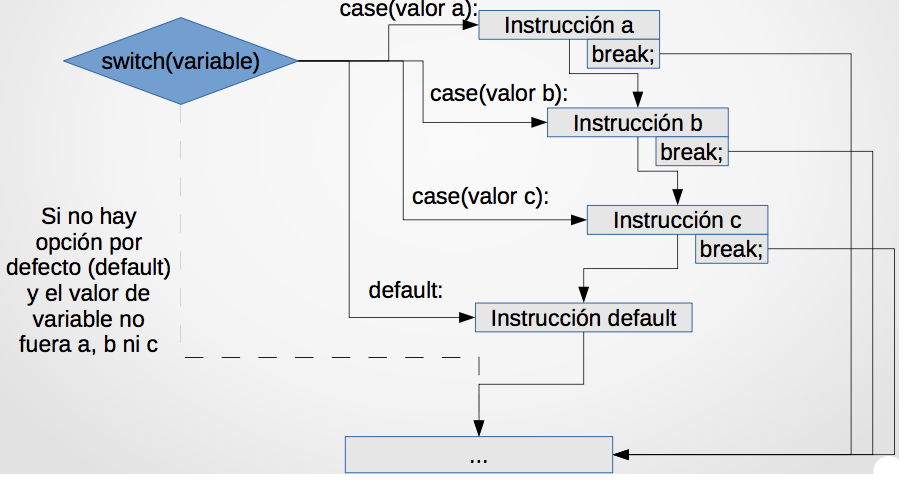 case(valor a):
Instrucción a
break;
switch(variable)
case(valor b):
Instrucción b
break;
case(valor c):
Instrucción c
break;
Si no hay
opción por
defecto (default)
y el valor de
variable no
fuera a, b ni c
default:
Instrucción default
...